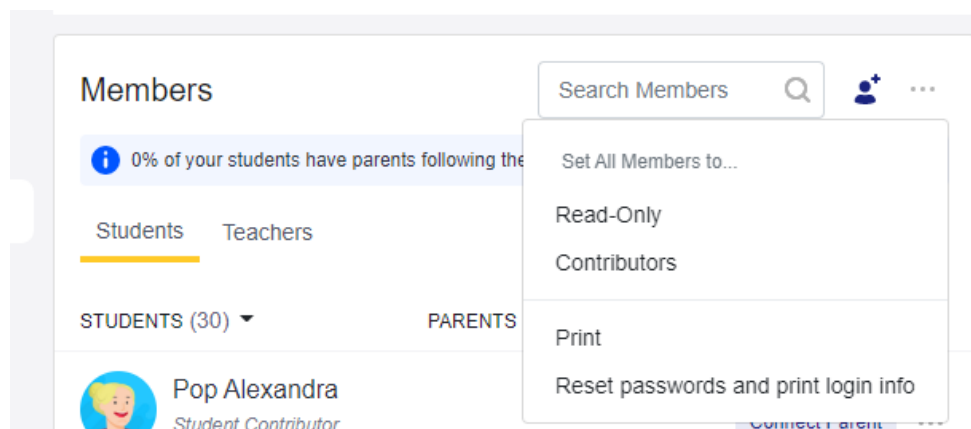 Members
Search Members
0% of your students have parents following the
Set All Members to...
Read-Only
Contributors
Students
Teachers
STUDENTS (30)
PARENTS
Print
Reset passwords and print login info
Pop Alexandra
Student Contributor
Connect Parent